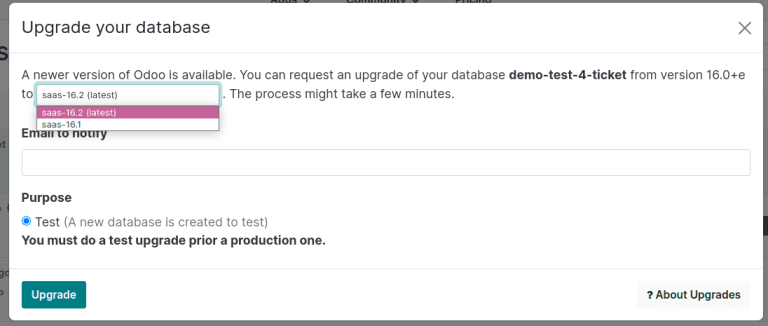 Apps Community Pricing
Upgrade your database
A newer version of Odoo is available. You can request an upgrade of your database demo-test-4-ticket from version 16.0+e
to saas-16.2 (latest) . The process might take a few minutes.
saas-16.2 (latest)
saas-16.1
Email to notify
Purpose
Test (A new database is created to test)
You must do a test upgrade prior a production one.
Upgrade
? About Upgrades